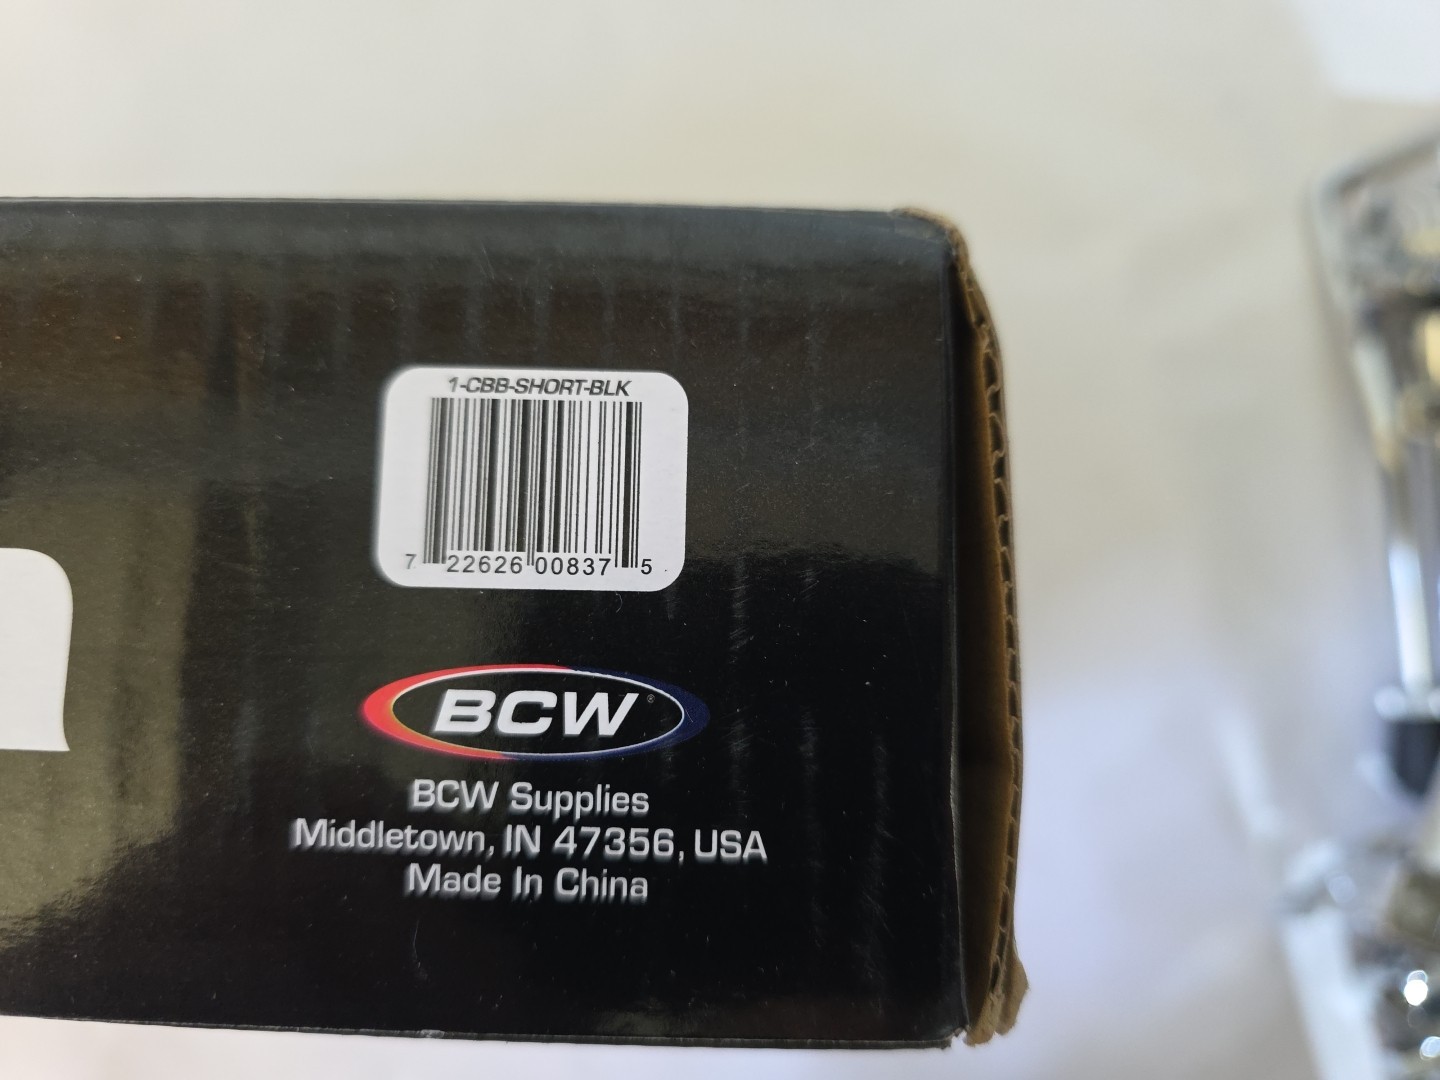 1-CBB-SHORT-BLK
7 22626 00837 5
BCW®
BCW Supplies
Middletown, IN 47356, USA
Made In China